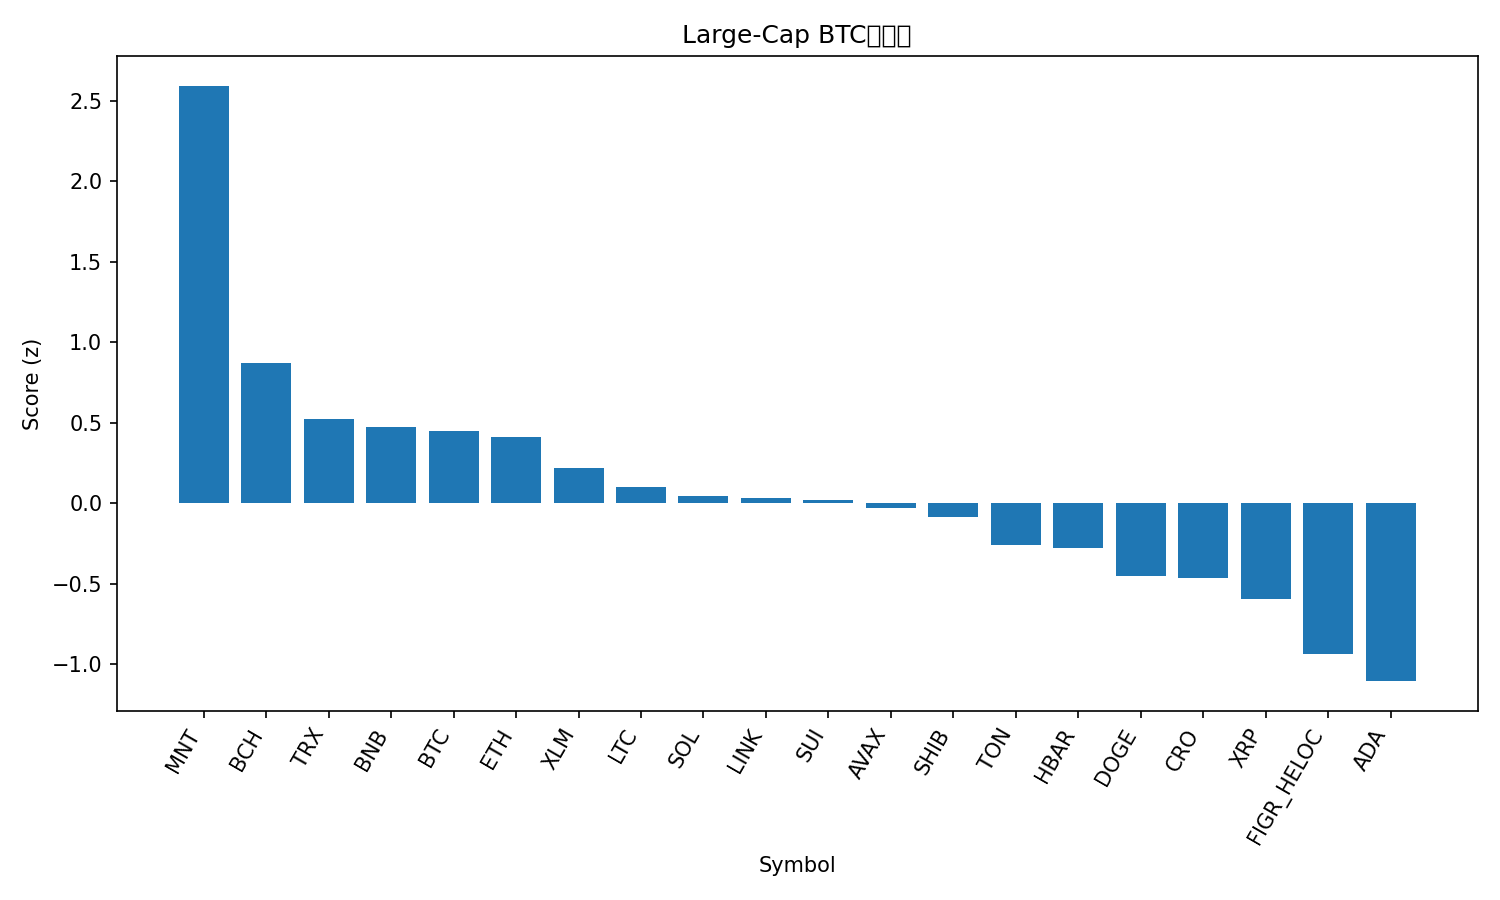 Large-Cap BTC
Score (z)
2.5
2.0
1.5
1.0
0.5
0.0
−0.5
−1.0
MNT
BCH
TRX
BNB
BTC
ETH
XLM
LTC
SOL
LINK
SUI
AVAX
SHIB
TON
HBAR
DOGE
CRO
XRP
FIGR_HELOC
ADA
Symbol